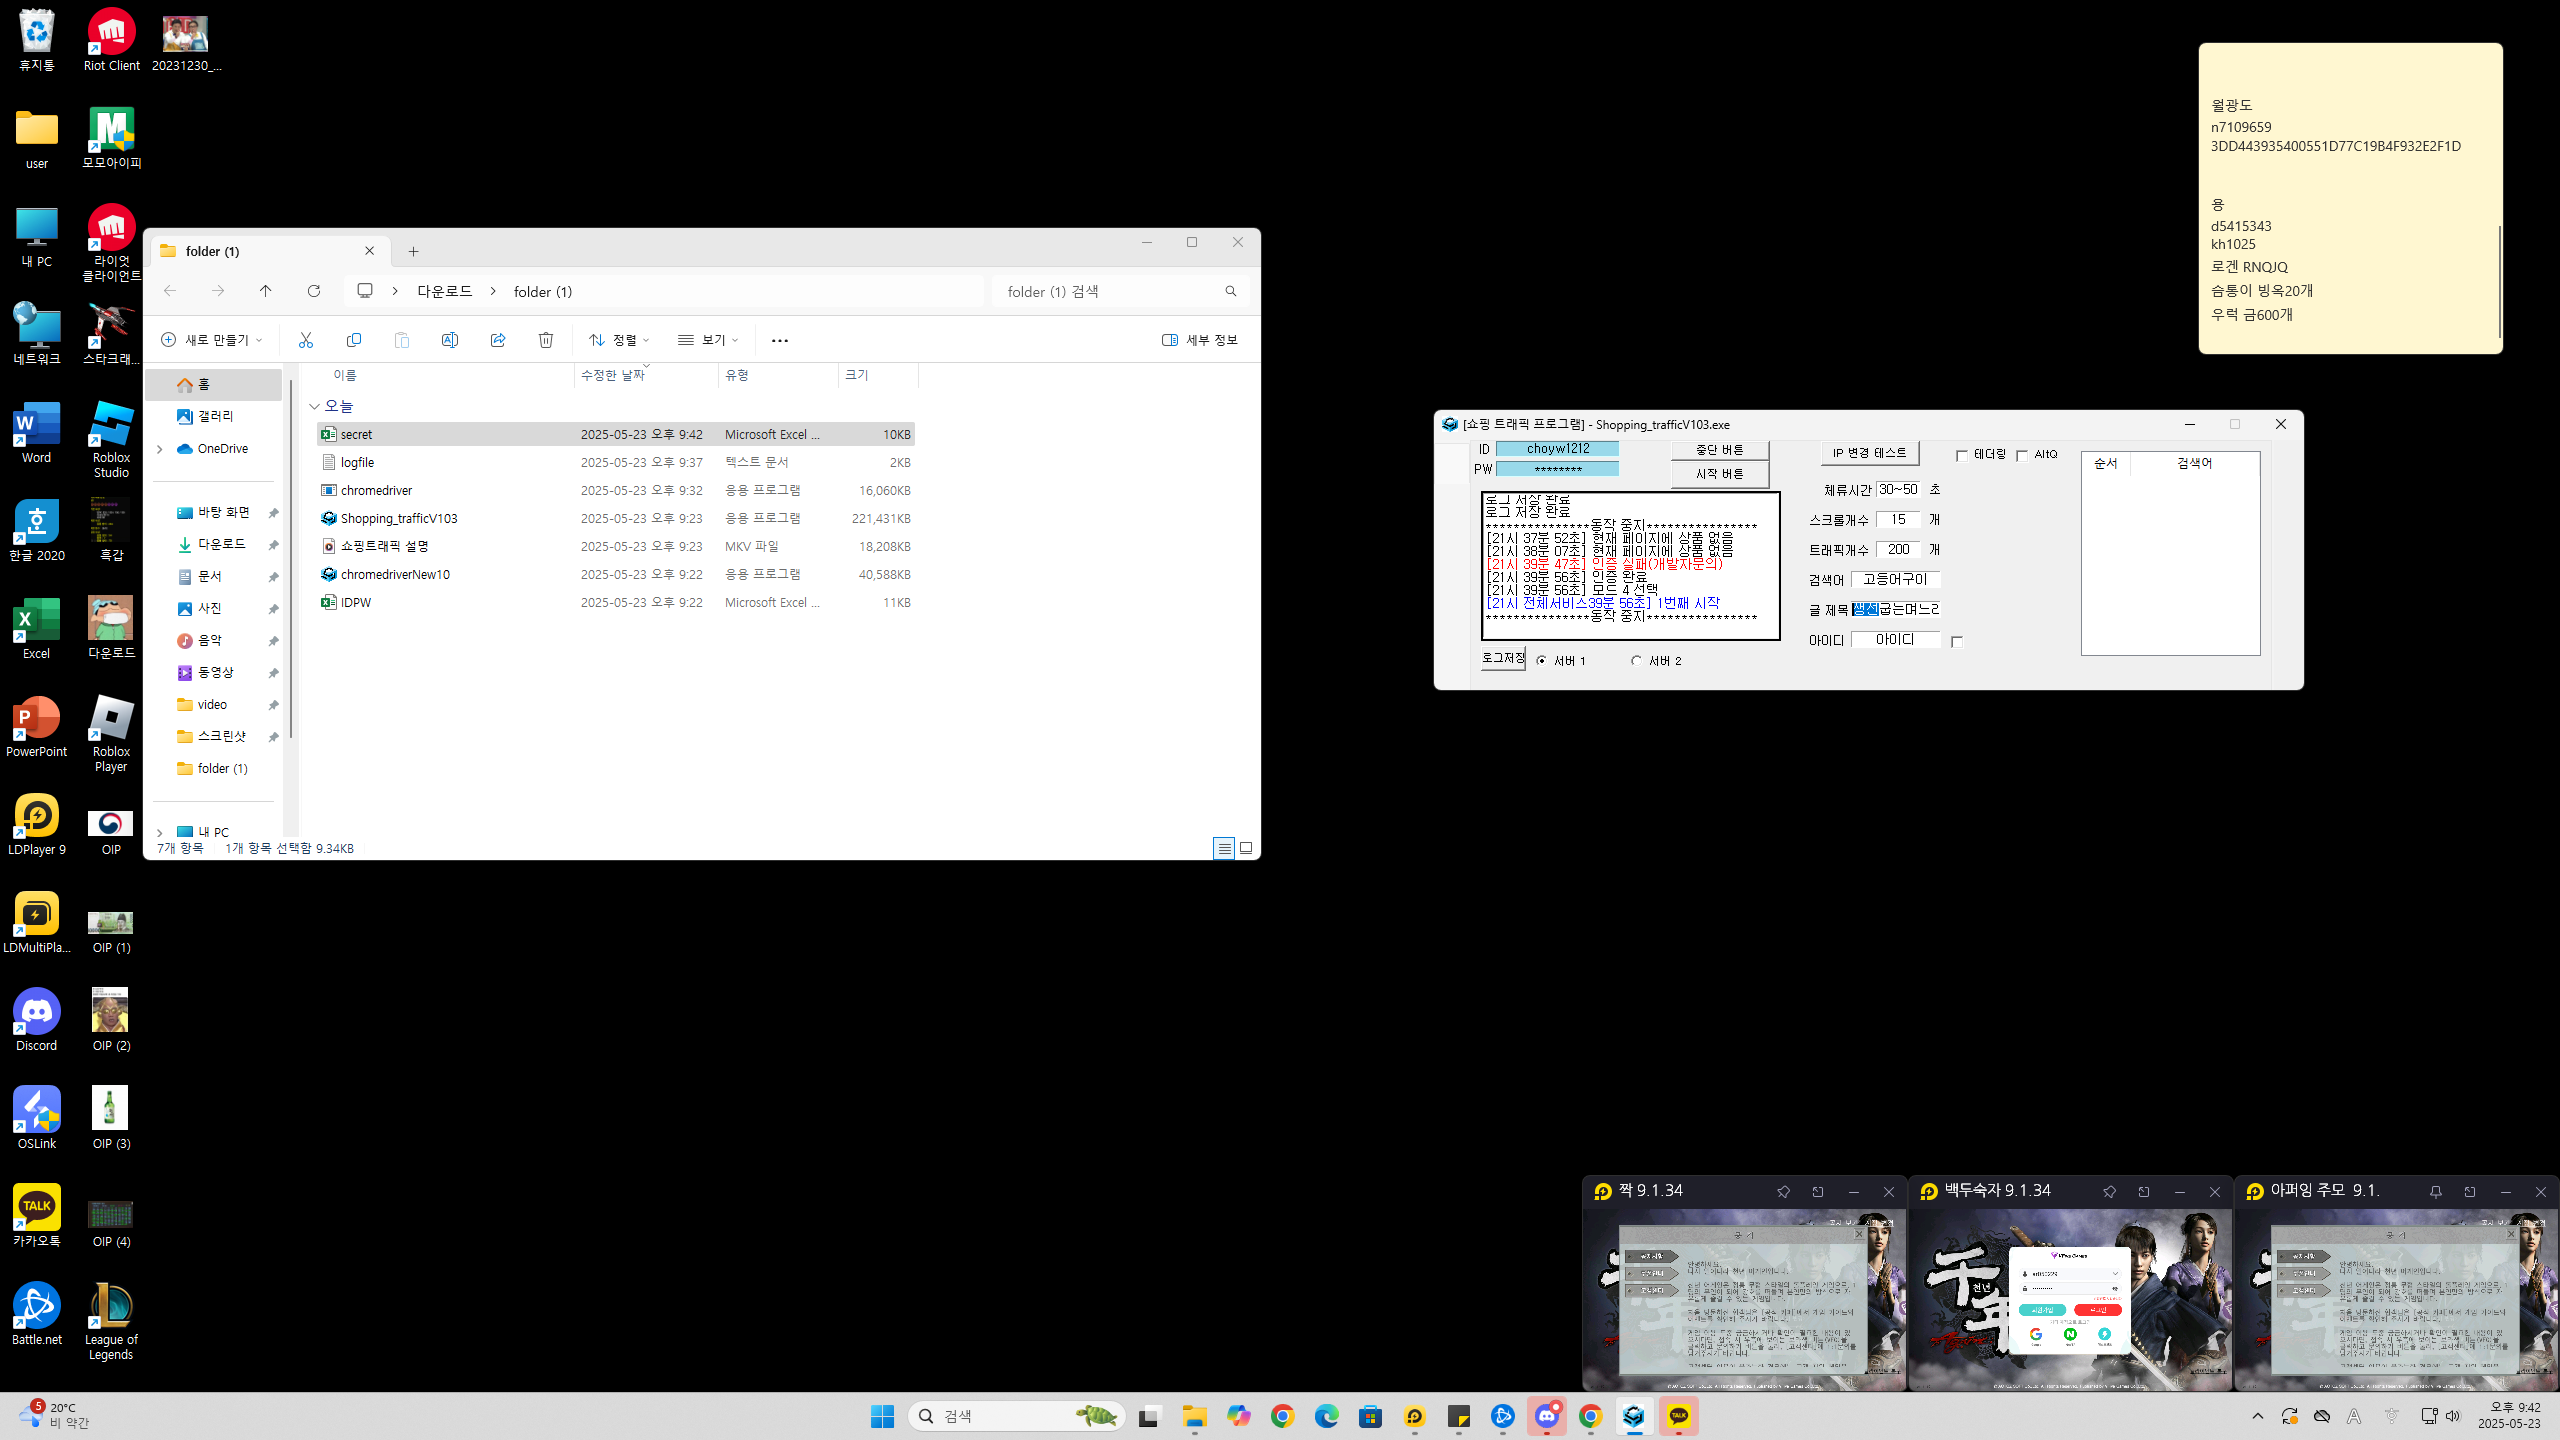 휴지통
Riot Client
20231230_...
user
모모아이피
내 PC
라이엇
클라이언트
네트워크
스타크래...
Word
Roblox
Studio
한글 2020
흑갑
Excel
다운로드
PowerPoint
Roblox
Player
LDPlayer 9
OIP
LDMultiPla...
OIP (1)
Discord
OIP (2)
OSLink
OIP (3)
카카오톡
OIP (4)
Battle.net
League of
Legends
folder (1)
다운로드
folder (1)
folder (1) 검색
새로 만들기
정렬
보기
세부 정보
홈
갤러리
OneDrive
바탕 화면
다운로드
문서
사진
음악
동영상
video
스크린샷
folder (1)
내 PC
이름 수정한 날짜 유형 크기
오늘
secret 2025-05-23 오후 9:42 Microsoft Excel ... 10KB
logfile 2025-05-23 오후 9:37 텍스트 문서 2KB
chromedriver 2025-05-23 오후 9:32 응용 프로그램 16,060KB
Shopping_trafficV103 2025-05-23 오후 9:23 응용 프로그램 221,431KB
쇼핑트래픽 설명 2025-05-23 오후 9:23 MKV 파일 18,208KB
chromedriverNew10 2025-05-23 오후 9:22 응용 프로그램 40,588KB
IDPW 2025-05-23 오후 9:22 Microsoft Excel ... 11KB
7개 항목 1개 항목 선택함 9.34KB
월광도
n7109659
3DD443935400551D77C19B4F932E2F1D
용
d5415343
kh1025
로겐 RNQJQ
슴통이 빙옥20개
우럭 금600개
[쇼핑 트래픽 프로그램] - Shopping_trafficV103.exe
ID choyw1212
PW ********
중단 버튼
시작 버튼
IP 변경 테스트
테더링
AltQ
순서 검색어
로그 저장 완료
로그 저장 완료
***************동작 중지****************
[21시 37분 52초] 현재 페이지에 상품 없음
[21시 38분 07초] 현재 페이지에 상품 없음
[21시 39분 47초] 인증 실패(개발자문의)
[21시 39분 56초] 인증 완료
[21시 39분 56초] 모드 4 선택
[21시 전체서비스39분 56초] 1번째 시작
***************동작 중지****************
체류시간 30~50 초
스크롤개수 15 개
트래픽개수 200 개
검색어 고등어구이
글 제목 생선굽는며느리
아이디 아이디
로그저장
서버 1
서버 2
짝 9.1.34
백두숙자 9.1.34
아퍼잉 주모 9.1.
공 지
공지사항
고객센터
안녕하세요.
천년
로그인
5
20°C
비 약간
검색
TALK
오후 9:42
2025-05-23